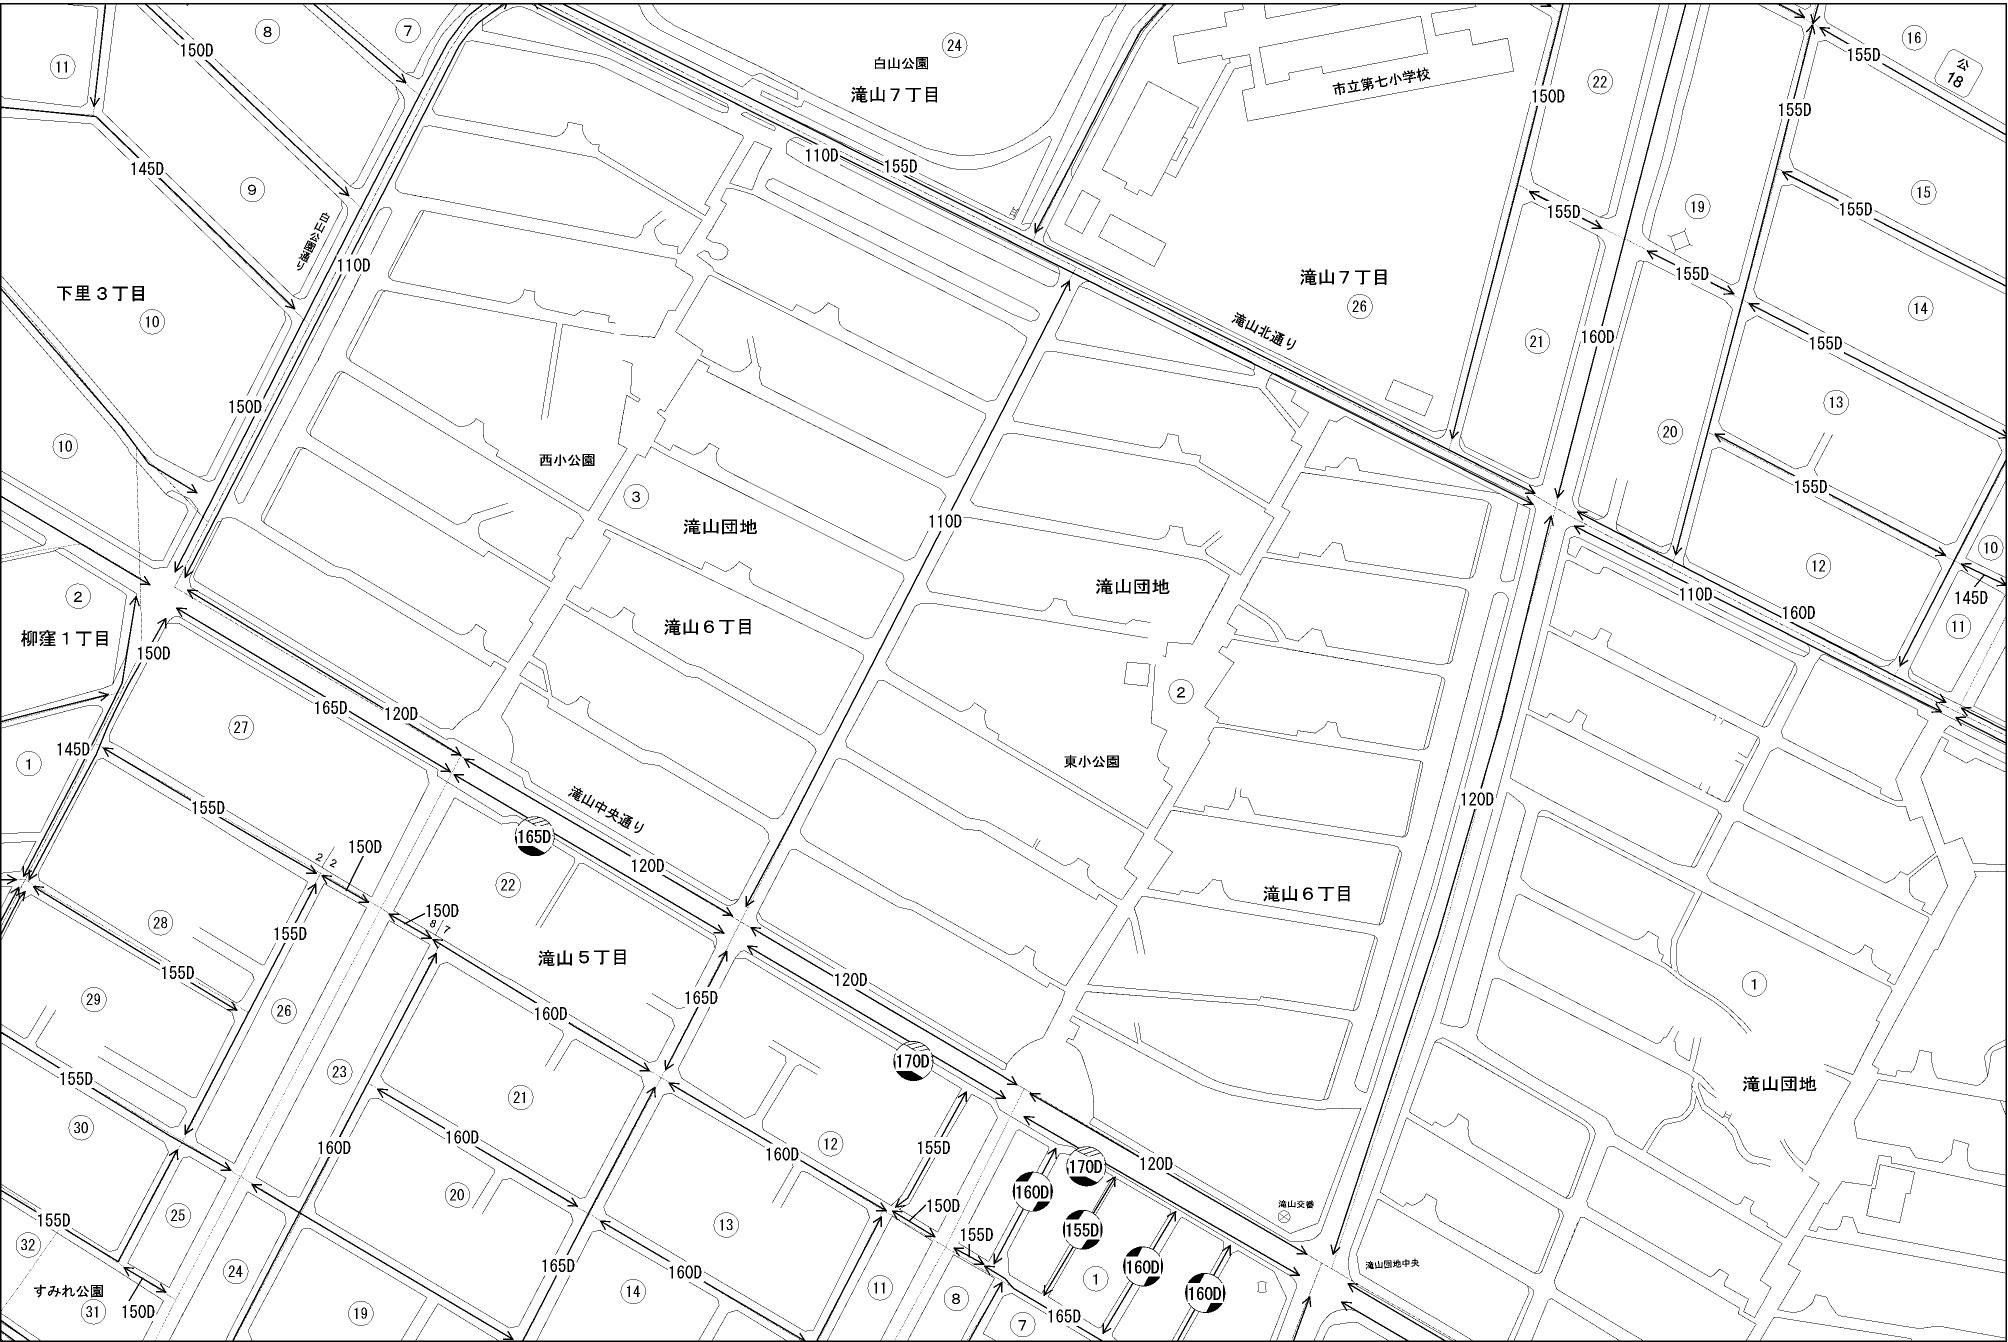 11
150D
8
7
24
白山公園
滝山7丁目
市立第七小学校
150D
22
16
155D
公
18
155D
145D
9
110D
155D
白山公園通り
110D
155D
19
155D
15
155D
下里3丁目
10
滝山7丁目
26
滝山北通り
21
160D
155D
14
150D
10
西小公園
3
20
13
滝山団地
110D
155D
10
2
柳窪1丁目
150D
滝山6丁目
滝山団地
12
110D
160D
145D
11
27
165D
120D
2
145D
1
東小公園
155D
滝山中央通り
165D
120D
120D
2
2
150D
22
滝山6丁目
28
155D
150D
8
7
滝山5丁目
155D
29
26
165D
120D
1
160D
170D
155D
23
21
滝山団地
30
160D
160D
12
160D
155D
170D
120D
160D
20
25
155D
13
150D
155D
155D
滝山交番
32
24
165D
160D
160D
1
160D
滝山団地中央
すみれ公園
31
150D
19
14
11
8
7
165D